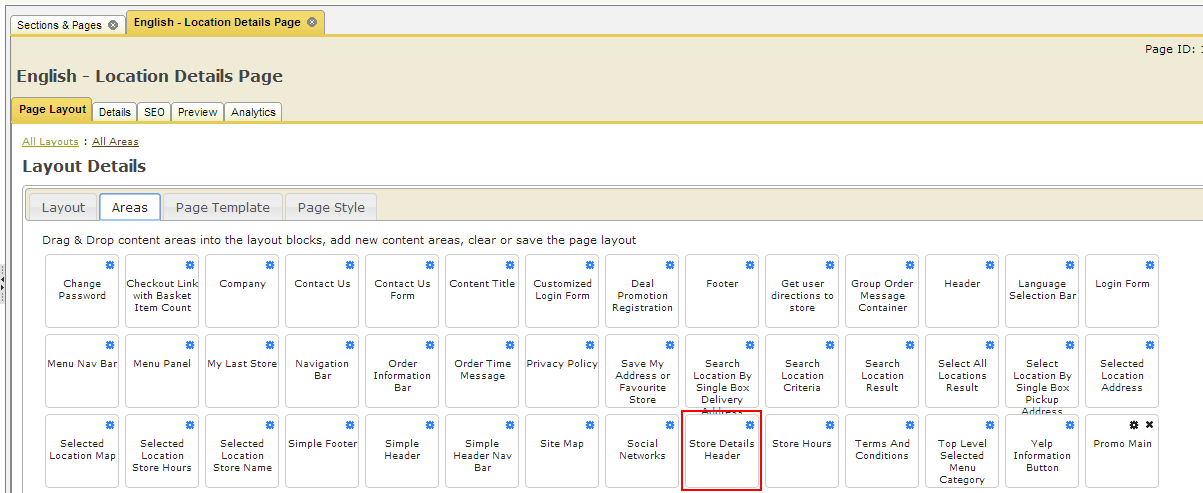 Sections & Pages
English - Location Details Page
Page ID:
English - Location Details Page
Page Layout
Details
SEO
Preview
Analytics
All Layouts : All Areas
Layout Details
Layout
Areas
Page Template
Page Style
Drag & Drop content areas into the layout blocks, add new content areas, clear or save the page layout
Change
Password
Checkout Link
with Basket
Item Count
Company
Contact Us
Contact Us
Form
Content Title
Customized
Login Form
Deal
Promotion
Registration
Footer
Get user
directions to
store
Group Order
Message
Container
Header
Language
Selection Bar
Login Form
Menu Nav Bar
Menu Panel
My Last Store
Navigation
Bar
Order
Information
Bar
Order Time
Message
Privacy Policy
Save My
Address or
Favourite
Store
Search
Location By
Single Box
Delivery
Address
Search
Location
Criteria
Search
Location
Result
Select All
Locations
Result
Select
Location By
Single Box
Pickup
Address
Selected
Location
Address
Selected
Location Map
Selected
Location
Store Hours
Selected
Location
Store Name
Simple Footer
Simple
Header
Simple
Header Nav
Bar
Site Map
Social
Networks
Store Details
Header
Store Hours
Terms And
Conditions
Top Level
Selected
Menu
Category
Yelp
Information
Button
Promo Main